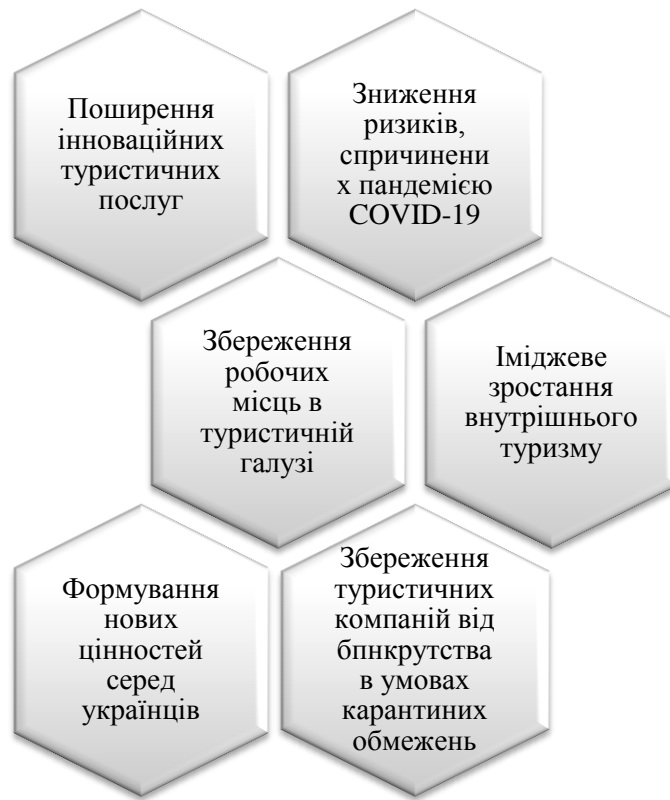 Поширення
інноваційних
туристичних
послуг
Зниження
ризиків,
спричинени
х пандемією
COVID-19
Збереження
робочих
місць в
туристичній
галузі
Іміджеве
зростання
внутрішнього
туризму
Формування
нових
цінностей
серед
українців
Збереження
туристичних
компаній від
бпнкрутства
в умовах
карантиних
обмежень